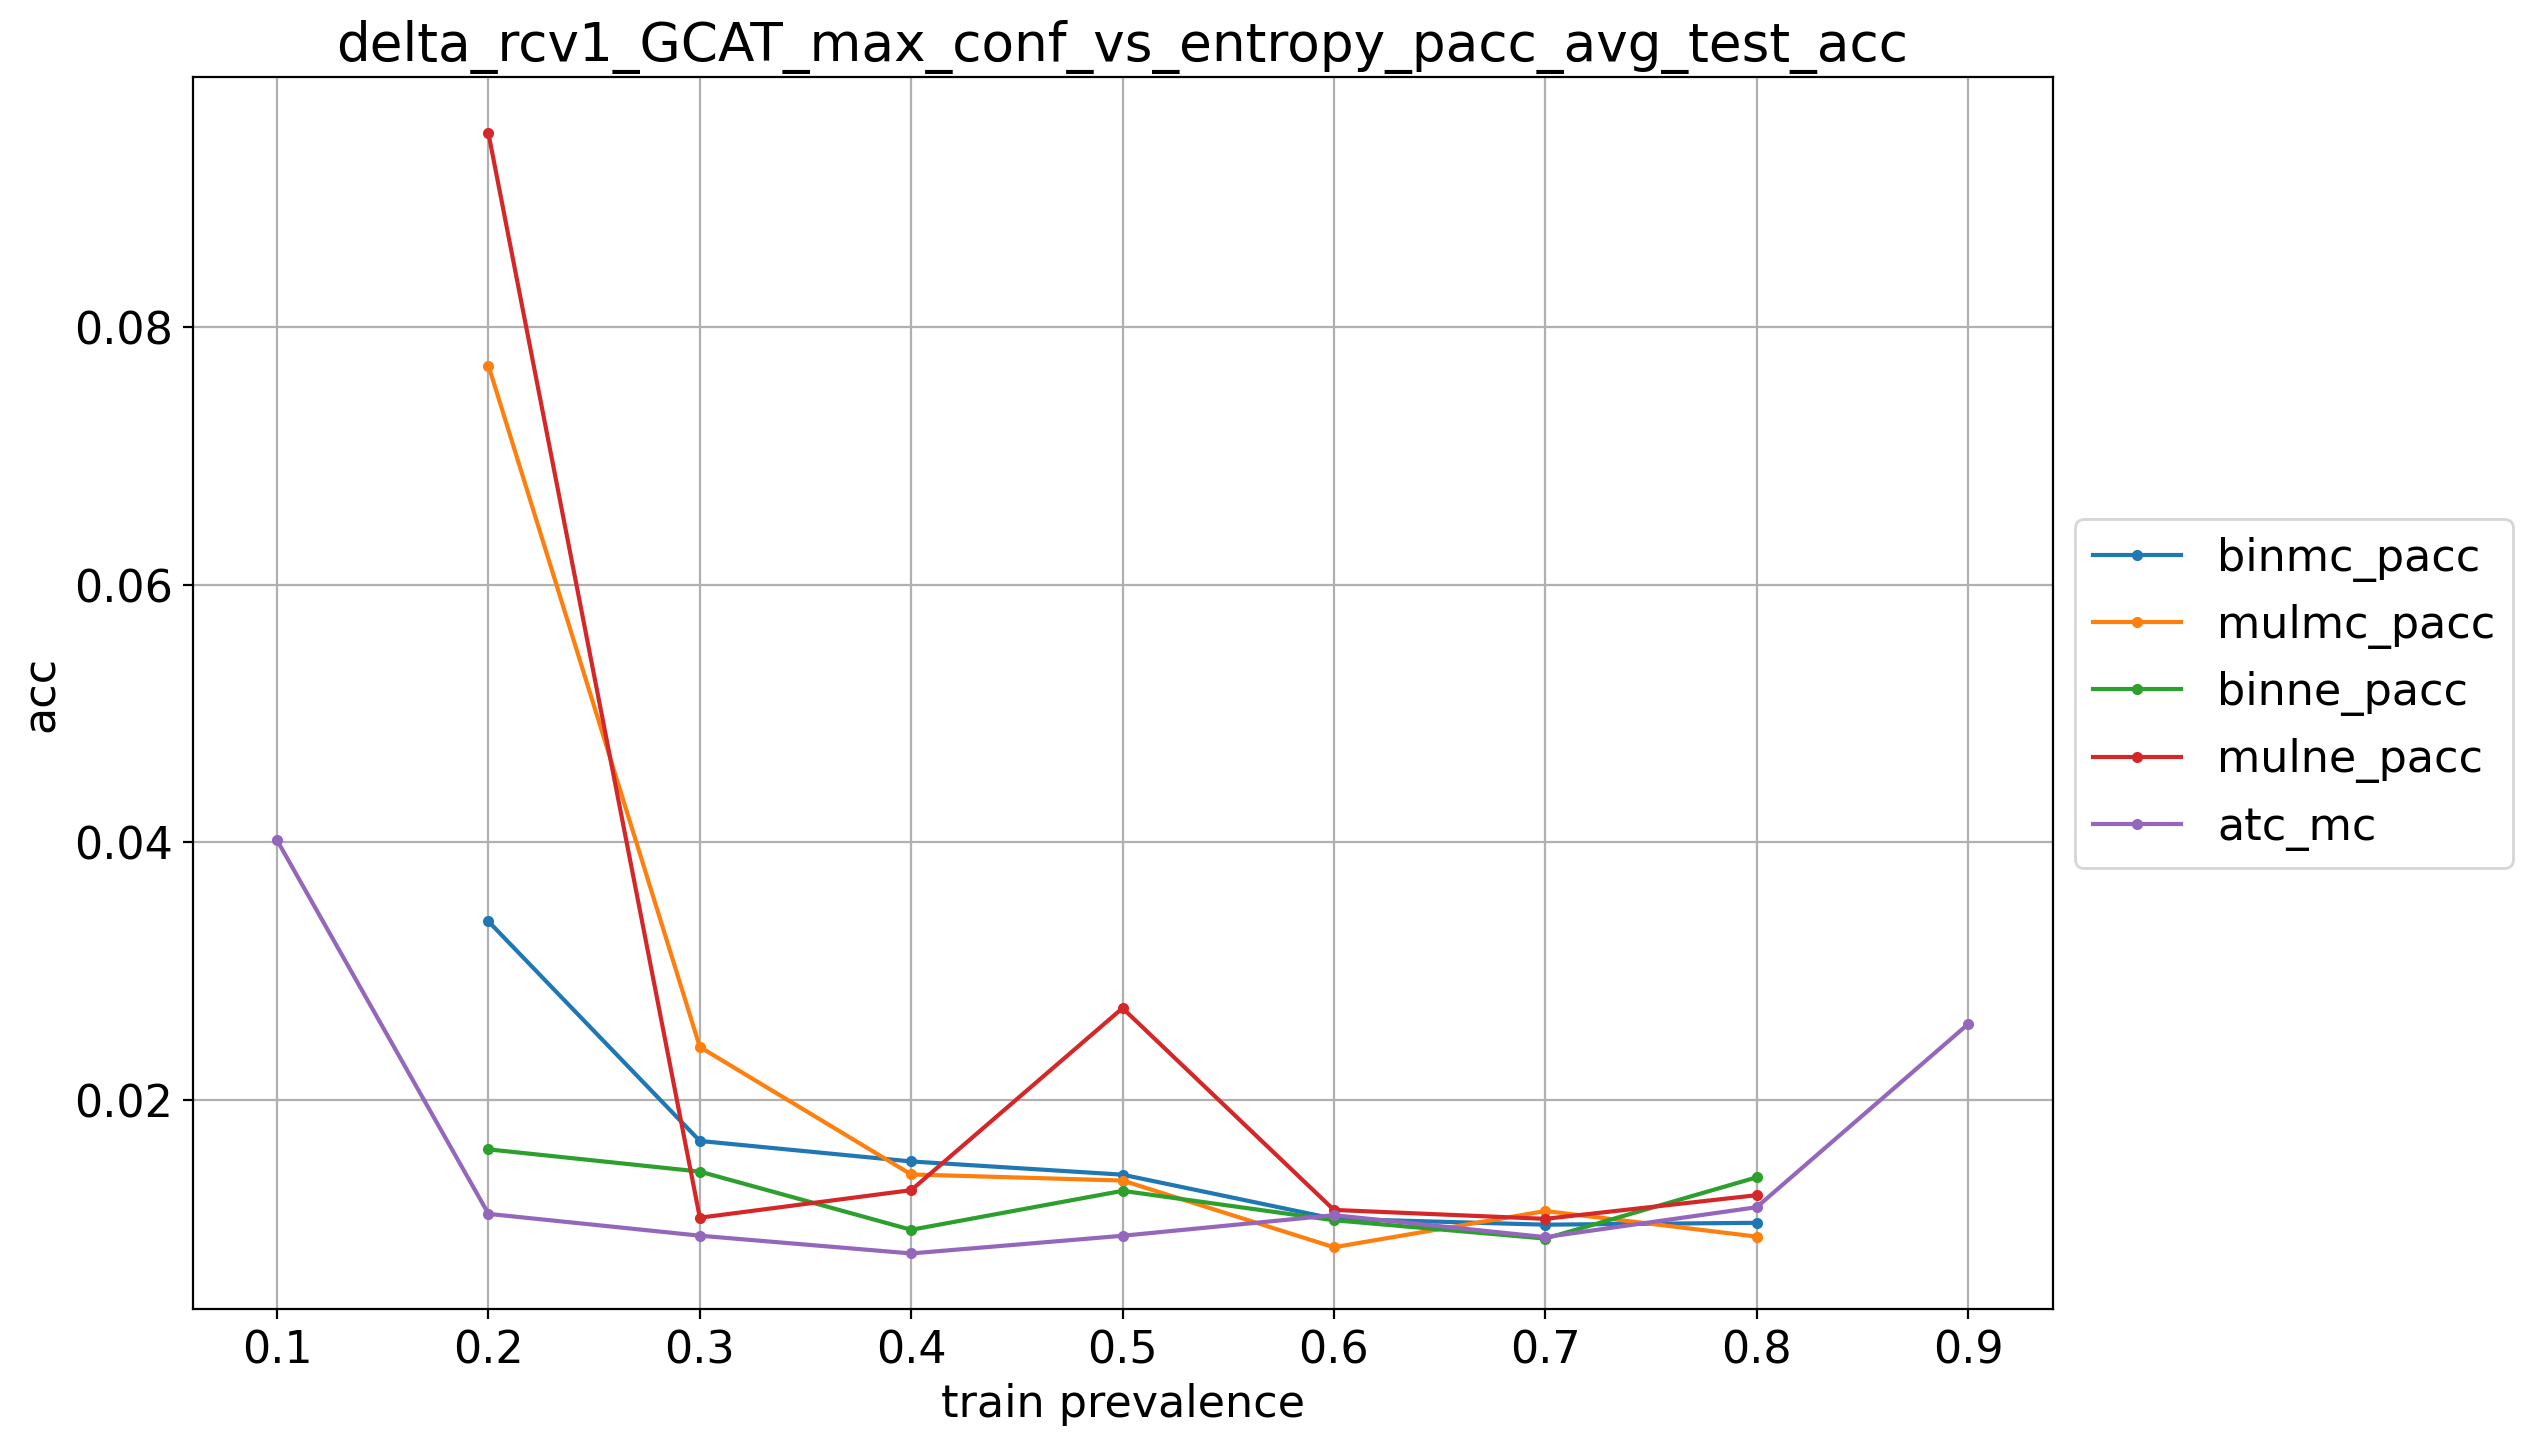 delta_rcv1_GCAT_max_conf_vs_entropy_pacc_avg_test_acc
0.08
0.06
0.04
0.02
acc
0.1 0.2 0.3 0.4 0.5 0.6 0.7 0.8 0.9
train prevalence
binmc_pacc
mulmc_pacc
binne_pacc
mulne_pacc
atc_mc